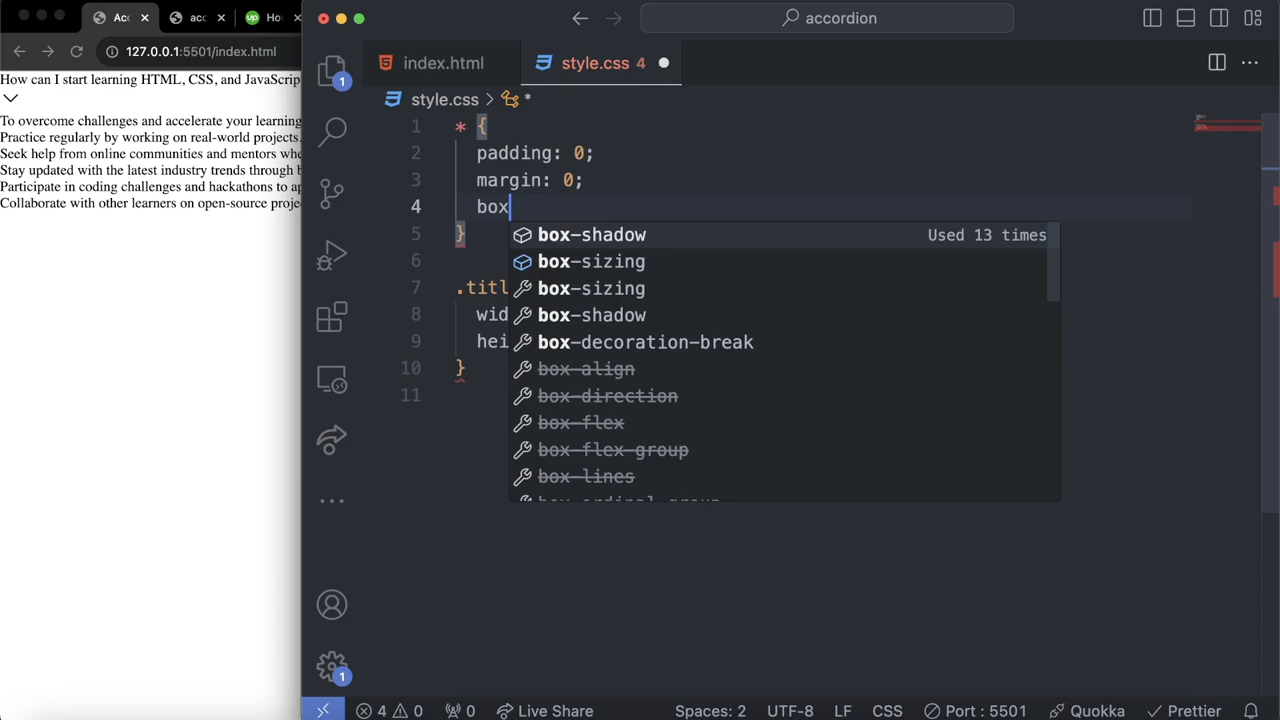 Acc
acc
Ho
accordion
127.0.0.1:5501/index.html
index.html
style.css 4
1
style.css > *
How can I start learning HTML, CSS, and JavaScrip
To overcome challenges and accelerate your learning
Practice regularly by working on real-world projects.
Seek help from online communities and mentors whe
Stay updated with the latest industry trends through b
Participate in coding challenges and hackathons to ap
Collaborate with other learners on open-source proje
1 * {
2 padding: 0;
3 margin: 0;
4 box
5 }
6
7 .titl
8 wid
9 hei
10 }
11
box-shadow Used 13 times
box-sizing
box-sizing
box-shadow
box-decoration-break
box-align
box-direction
box-flex
box-flex-group
box-lines
box-ordinal-group
1
4 0 0 Live Share Spaces: 2 UTF-8 LF CSS Port : 5501 Quokka Prettier